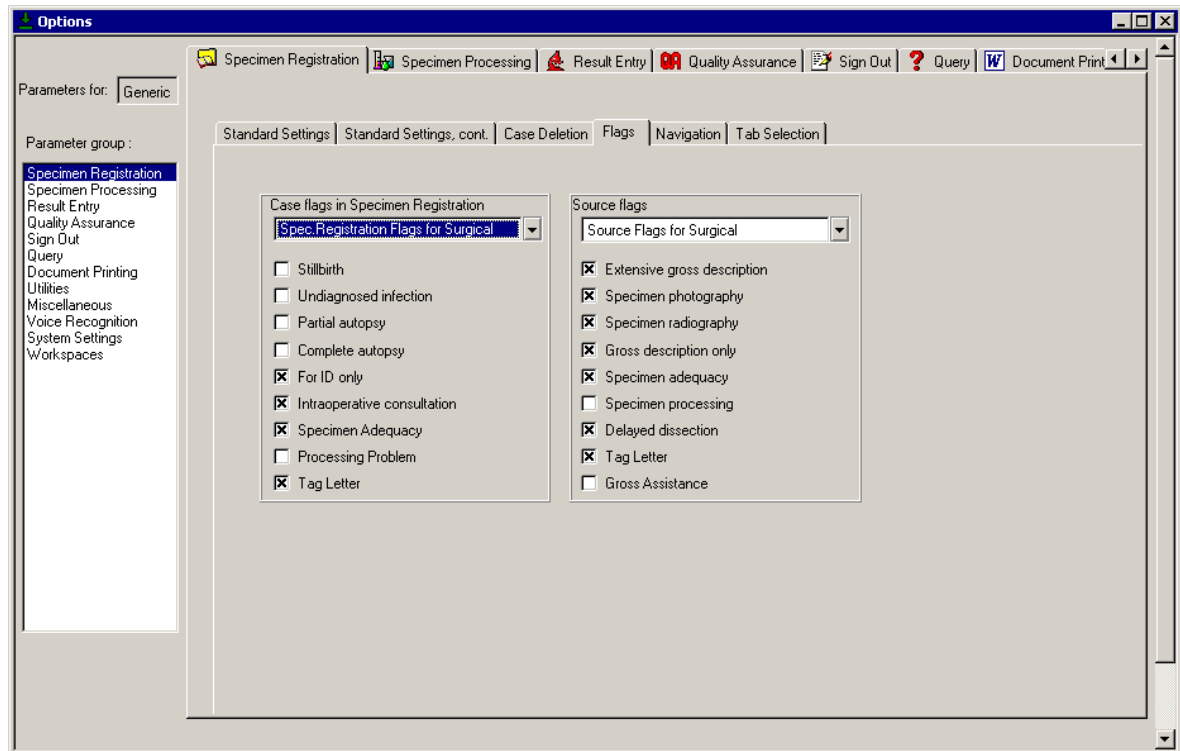 Options
Specimen Registration
Specimen Processing
Result Entry
QA Quality Assurance
Sign Out
? Query
W Document Print
Parameters for: Generic
Parameter group :
Specimen Registration
Specimen Processing
Result Entry
Quality Assurance
Sign Out
Query
Document Printing
Utilities
Miscellaneous
Voice Recognition
System Settings
Workspaces
Standard Settings
Standard Settings, cont.
Case Deletion
Flags
Navigation
Tab Selection
Case flags in Specimen Registration
Spec.Registration Flags for Surgical
Stillbirth
Undiagnosed infection
Partial autopsy
Complete autopsy
For ID only
Intraoperative consultation
Specimen Adequacy
Processing Problem
Tag Letter
Source flags
Source Flags for Surgical
Extensive gross description
Specimen photography
Specimen radiography
Gross description only
Specimen adequacy
Specimen processing
Delayed dissection
Tag Letter
Gross Assistance